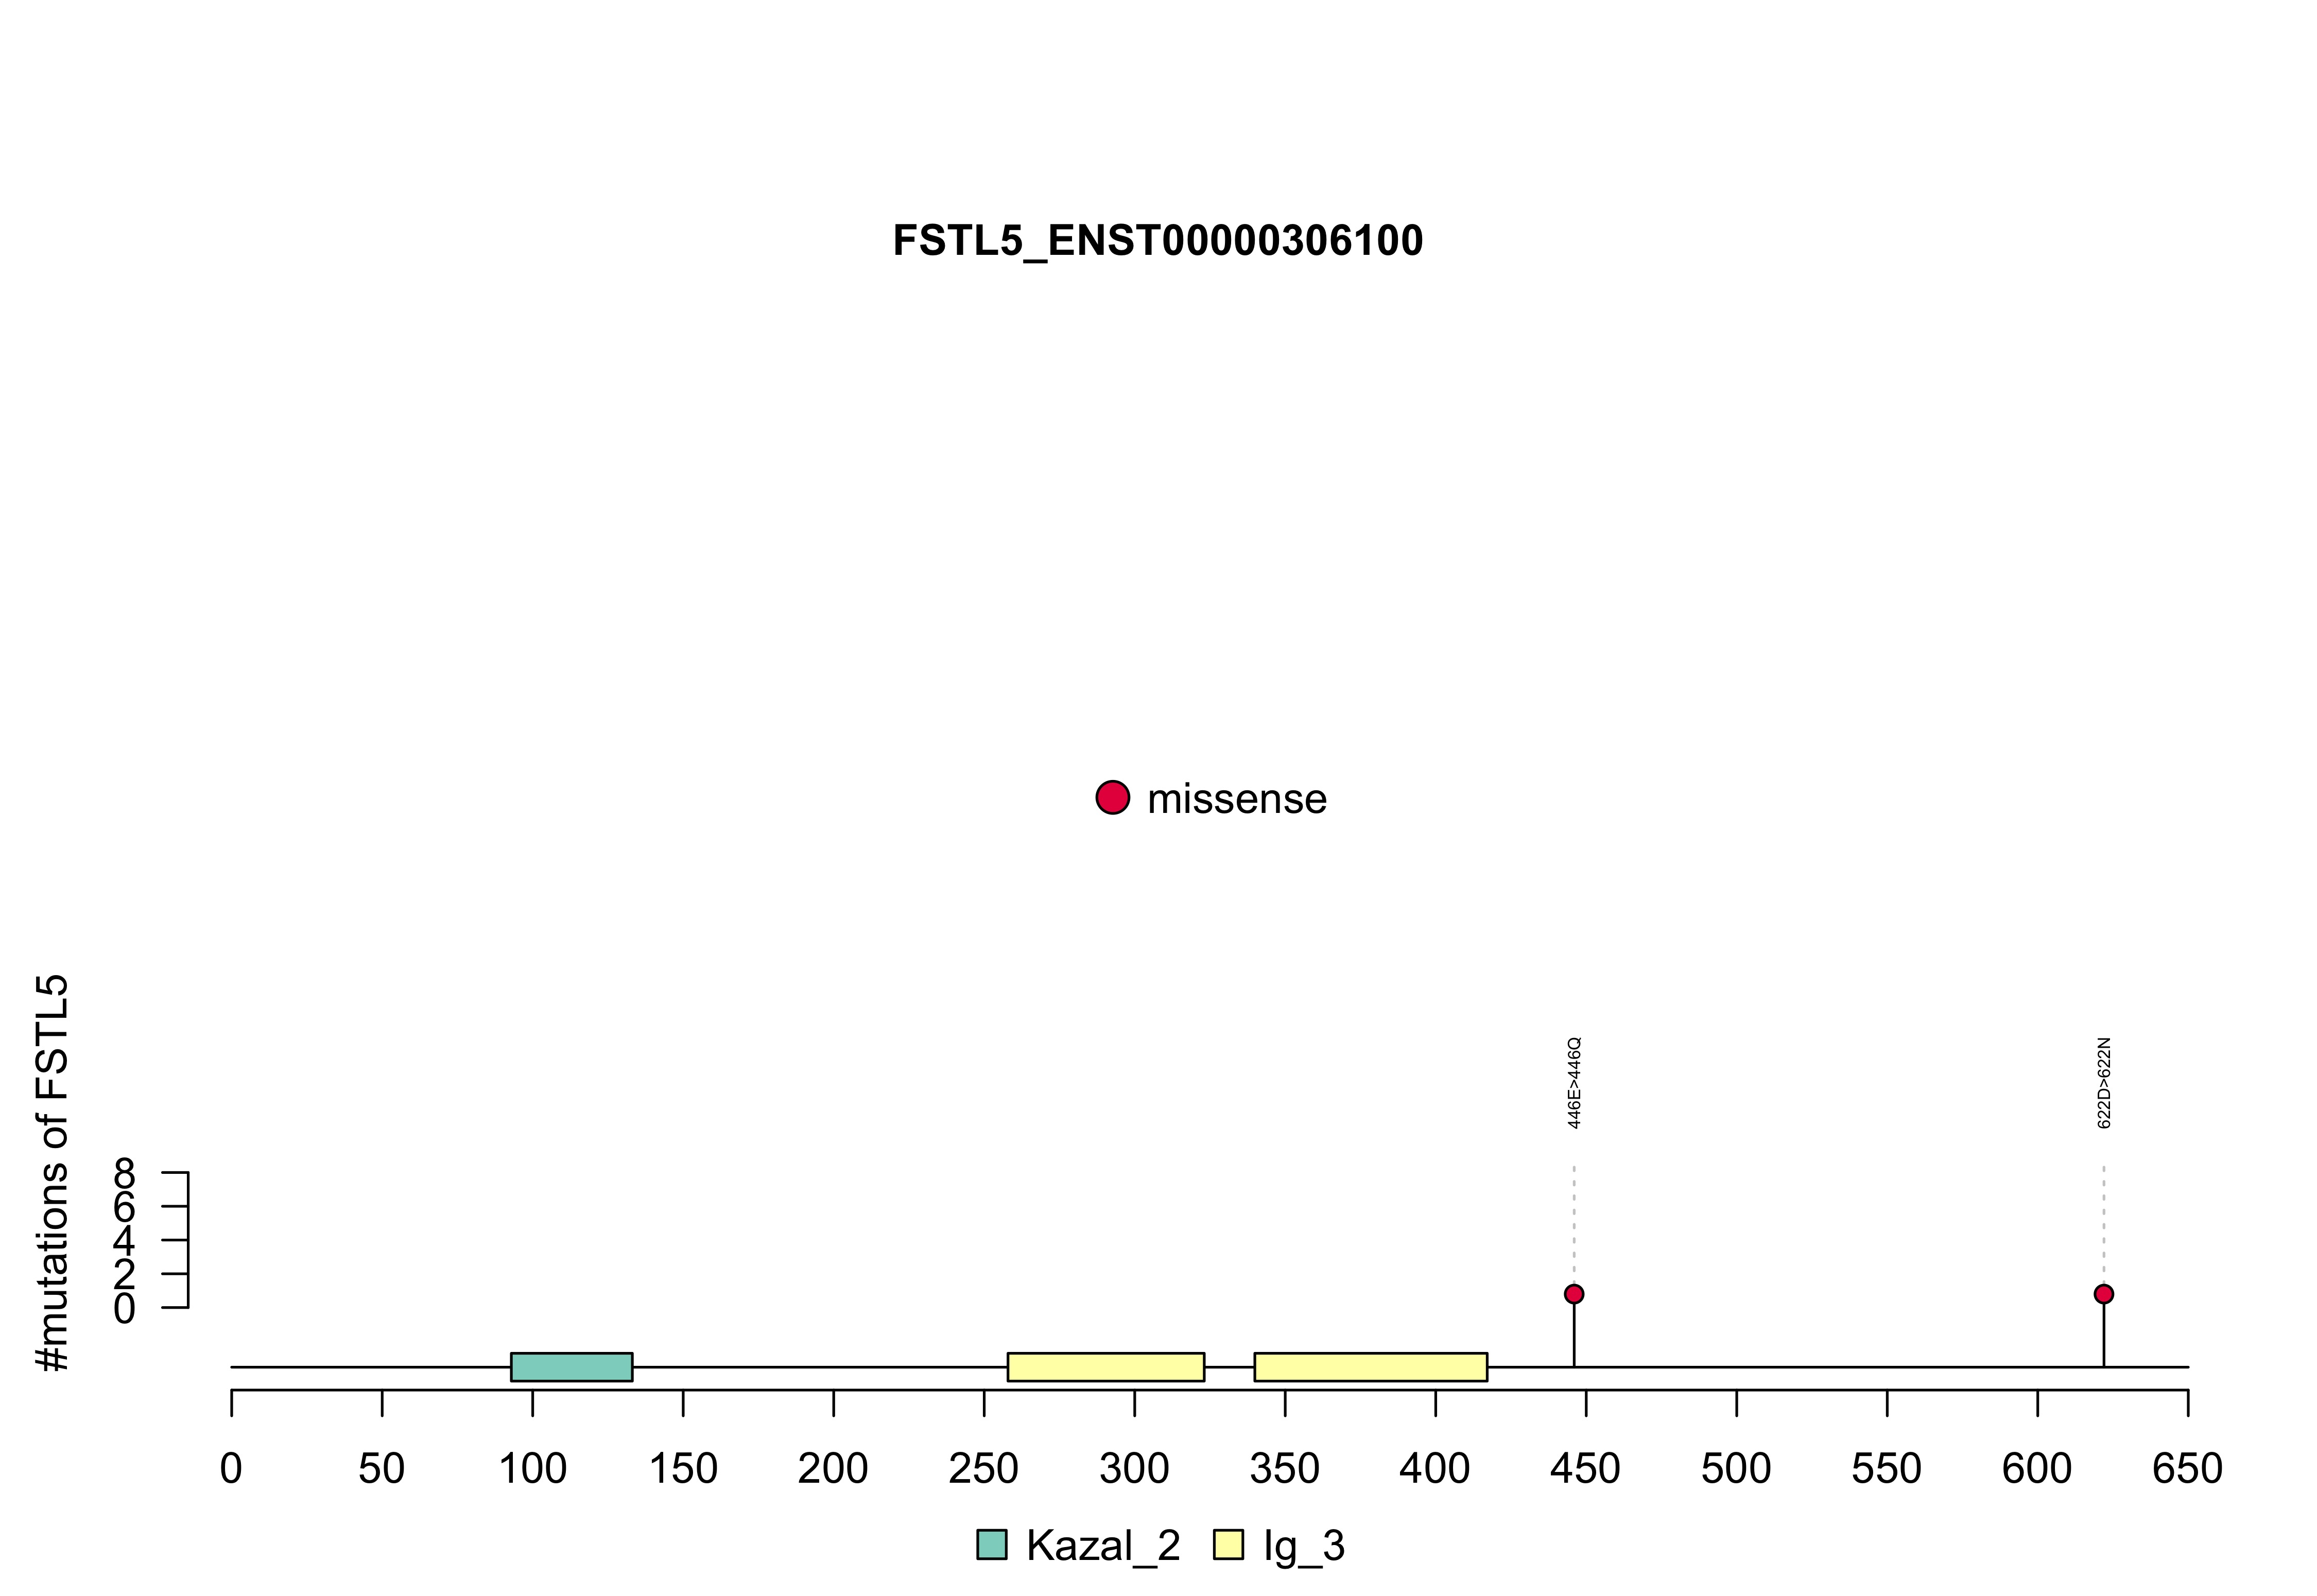 FSTL5_ENST00000306100
missense
#mutations of FSTL5
446E>446Q
622D>622N
8
6
4
2
0
0 50 100 150 200 250 300 350 400 450 500 550 600 650
Kazal_2 Ig_3